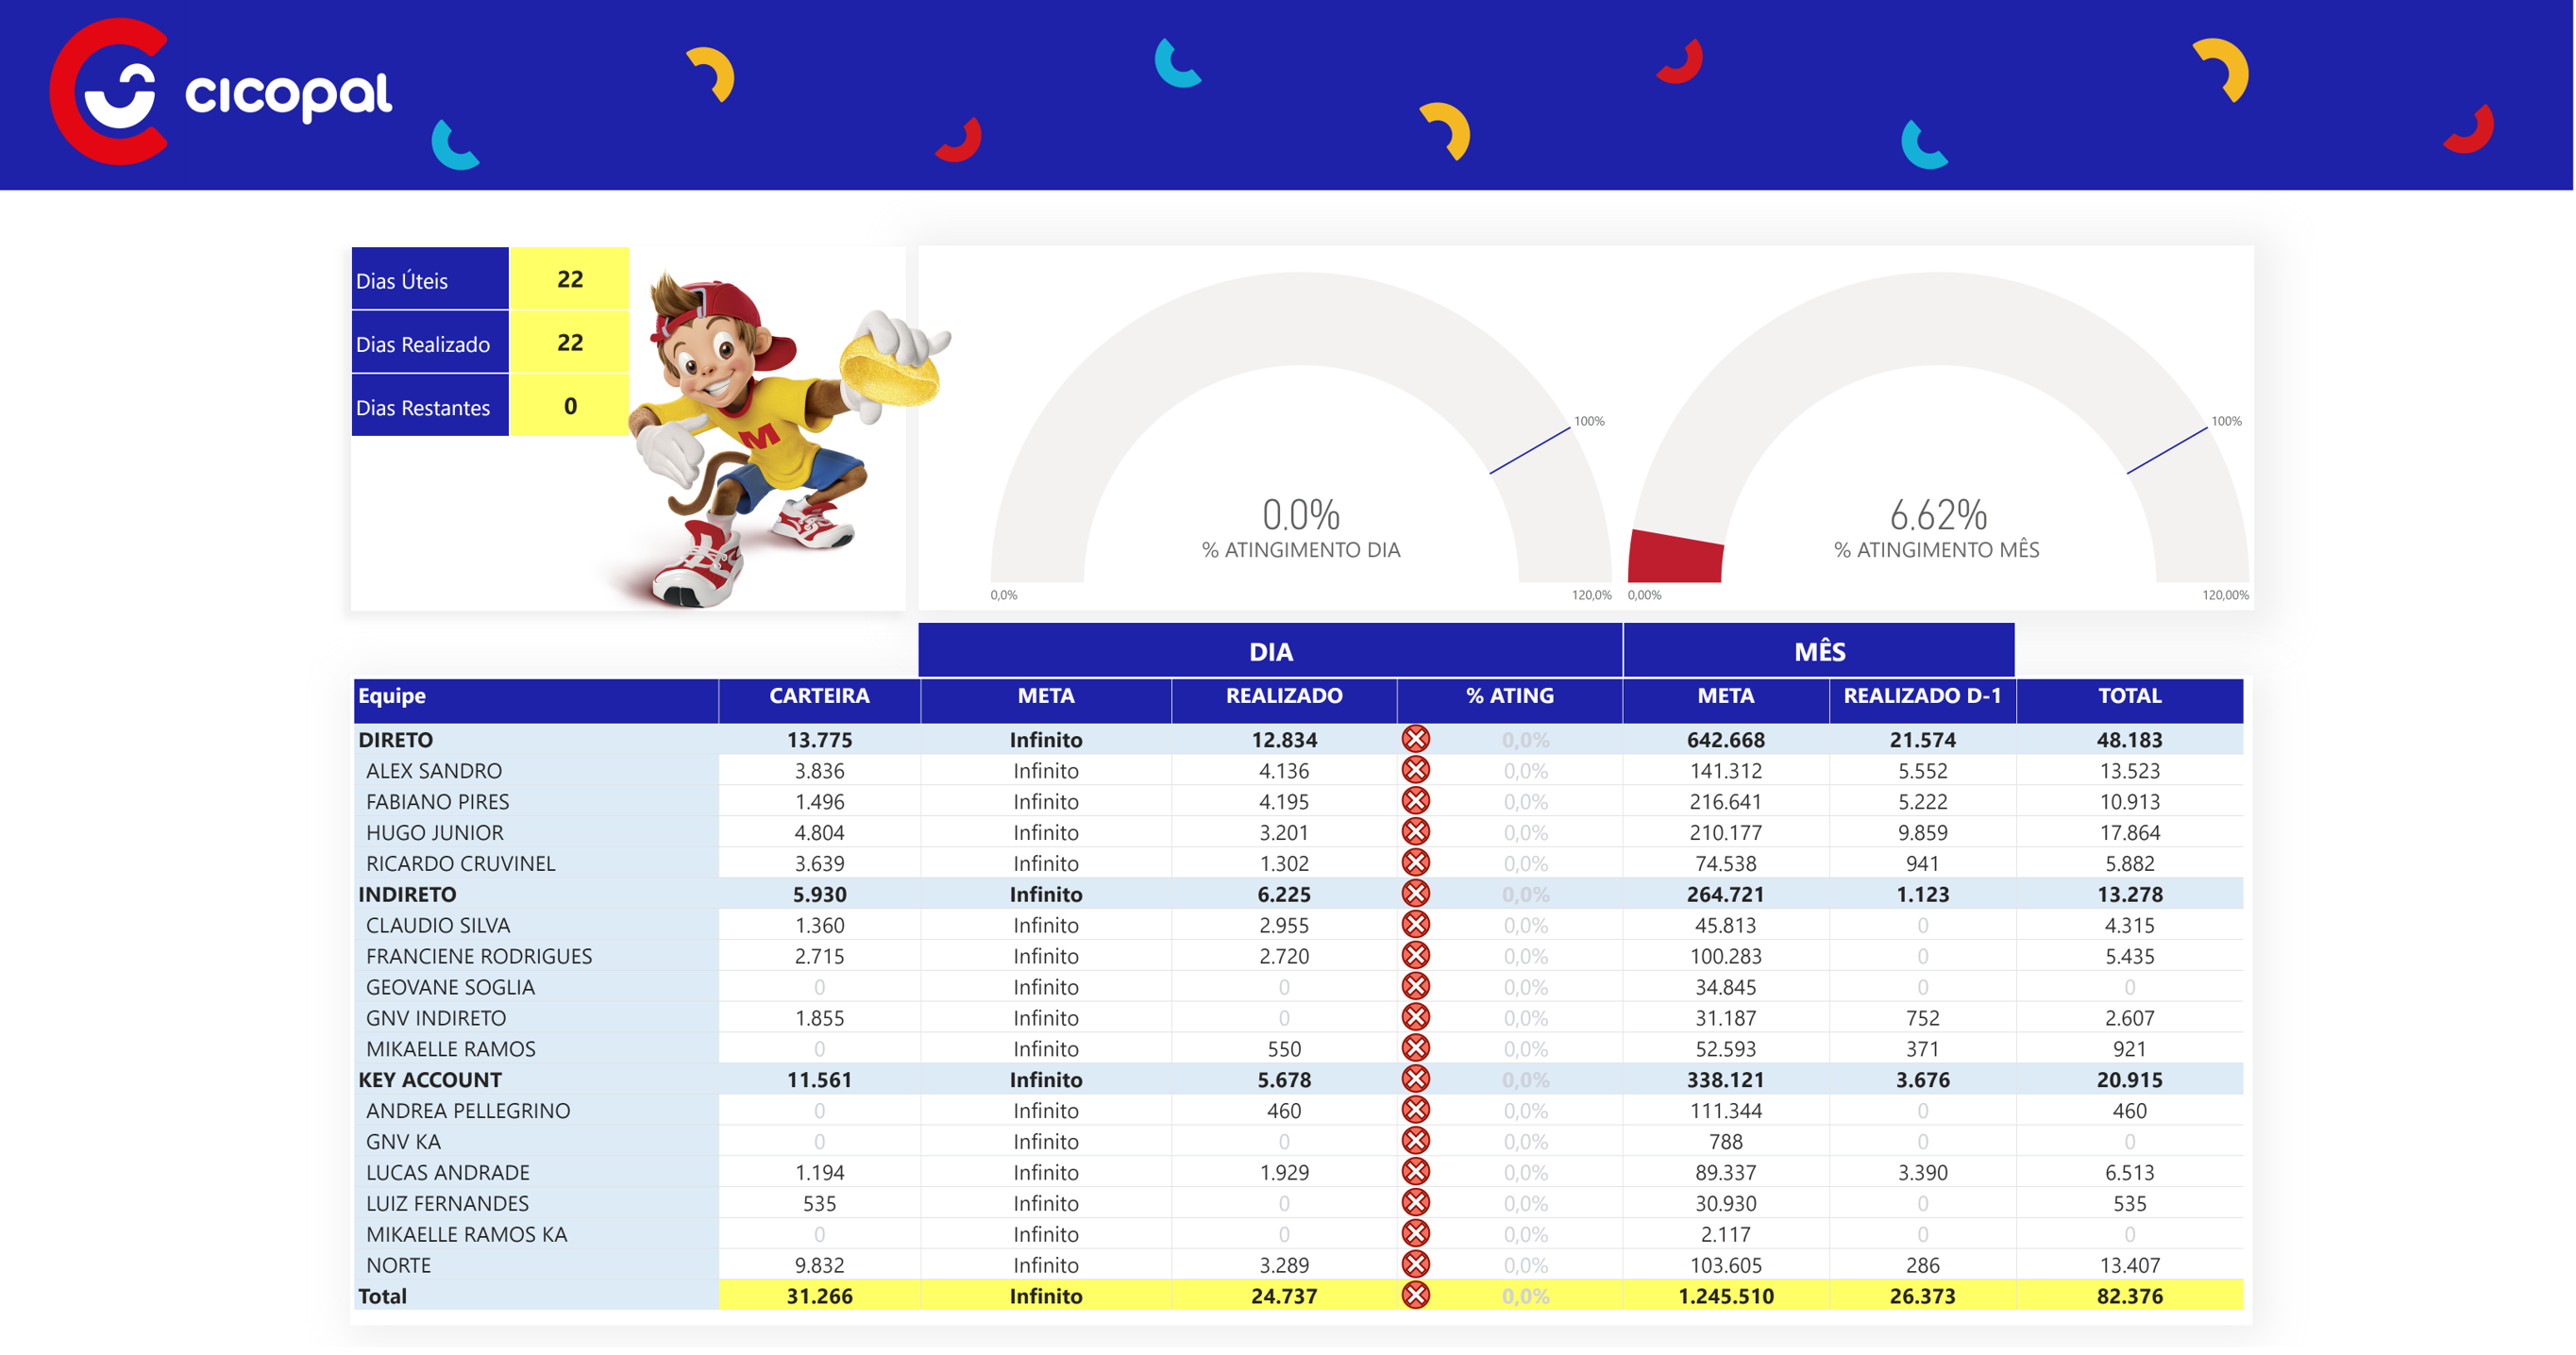 cicopal
Dias Úteis 22
Dias Realizado 22
Dias Restantes 0
M
100%
0.0%
% ATINGIMENTO DIA
0,0% 120,0%
100%
6.62%
% ATINGIMENTO MÊS
0,00% 120,00%
DIA MÊS
Equipe CARTEIRA META REALIZADO % ATING META REALIZADO D-1 TOTAL
DIRETO 13.775 Infinito 12.834 0,0% 642.668 21.574 48.183
ALEX SANDRO 3.836 Infinito 4.136 0,0% 141.312 5.552 13.523
FABIANO PIRES 1.496 Infinito 4.195 0,0% 216.641 5.222 10.913
HUGO JUNIOR 4.804 Infinito 3.201 0,0% 210.177 9.859 17.864
RICARDO CRUVINEL 3.639 Infinito 1.302 0,0% 74.538 941 5.882
INDIRETO 5.930 Infinito 6.225 0,0% 264.721 1.123 13.278
CLAUDIO SILVA 1.360 Infinito 2.955 0,0% 45.813 0 4.315
FRANCIENE RODRIGUES 2.715 Infinito 2.720 0,0% 100.283 0 5.435
GEOVANE SOGLIA 0 Infinito 0 0,0% 34.845 0 0
GNV INDIRETO 1.855 Infinito 0 0,0% 31.187 752 2.607
MIKAELLE RAMOS 0 Infinito 550 0,0% 52.593 371 921
KEY ACCOUNT 11.561 Infinito 5.678 0,0% 338.121 3.676 20.915
ANDREA PELLEGRINO 0 Infinito 460 0,0% 111.344 0 460
GNV KA 0 Infinito 0 0,0% 788 0 0
LUCAS ANDRADE 1.194 Infinito 1.929 0,0% 89.337 3.390 6.513
LUIZ FERNANDES 535 Infinito 0 0,0% 30.930 0 535
MIKAELLE RAMOS KA 0 Infinito 0 0,0% 2.117 0 0
NORTE 9.832 Infinito 3.289 0,0% 103.605 286 13.407
Total 31.266 Infinito 24.737 0,0% 1.245.510 26.373 82.376